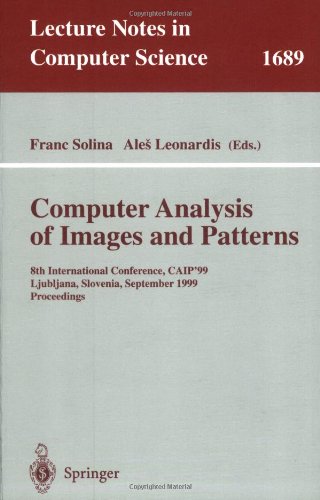 Lecture Notes in
Computer Science 1689
Franc Solina Aleš Leonardis (Eds.)
Computer Analysis
of Images and Patterns
8th International Conference, CAIP'99
Ljubljana, Slovenia, September 1999
Proceedings
Springer